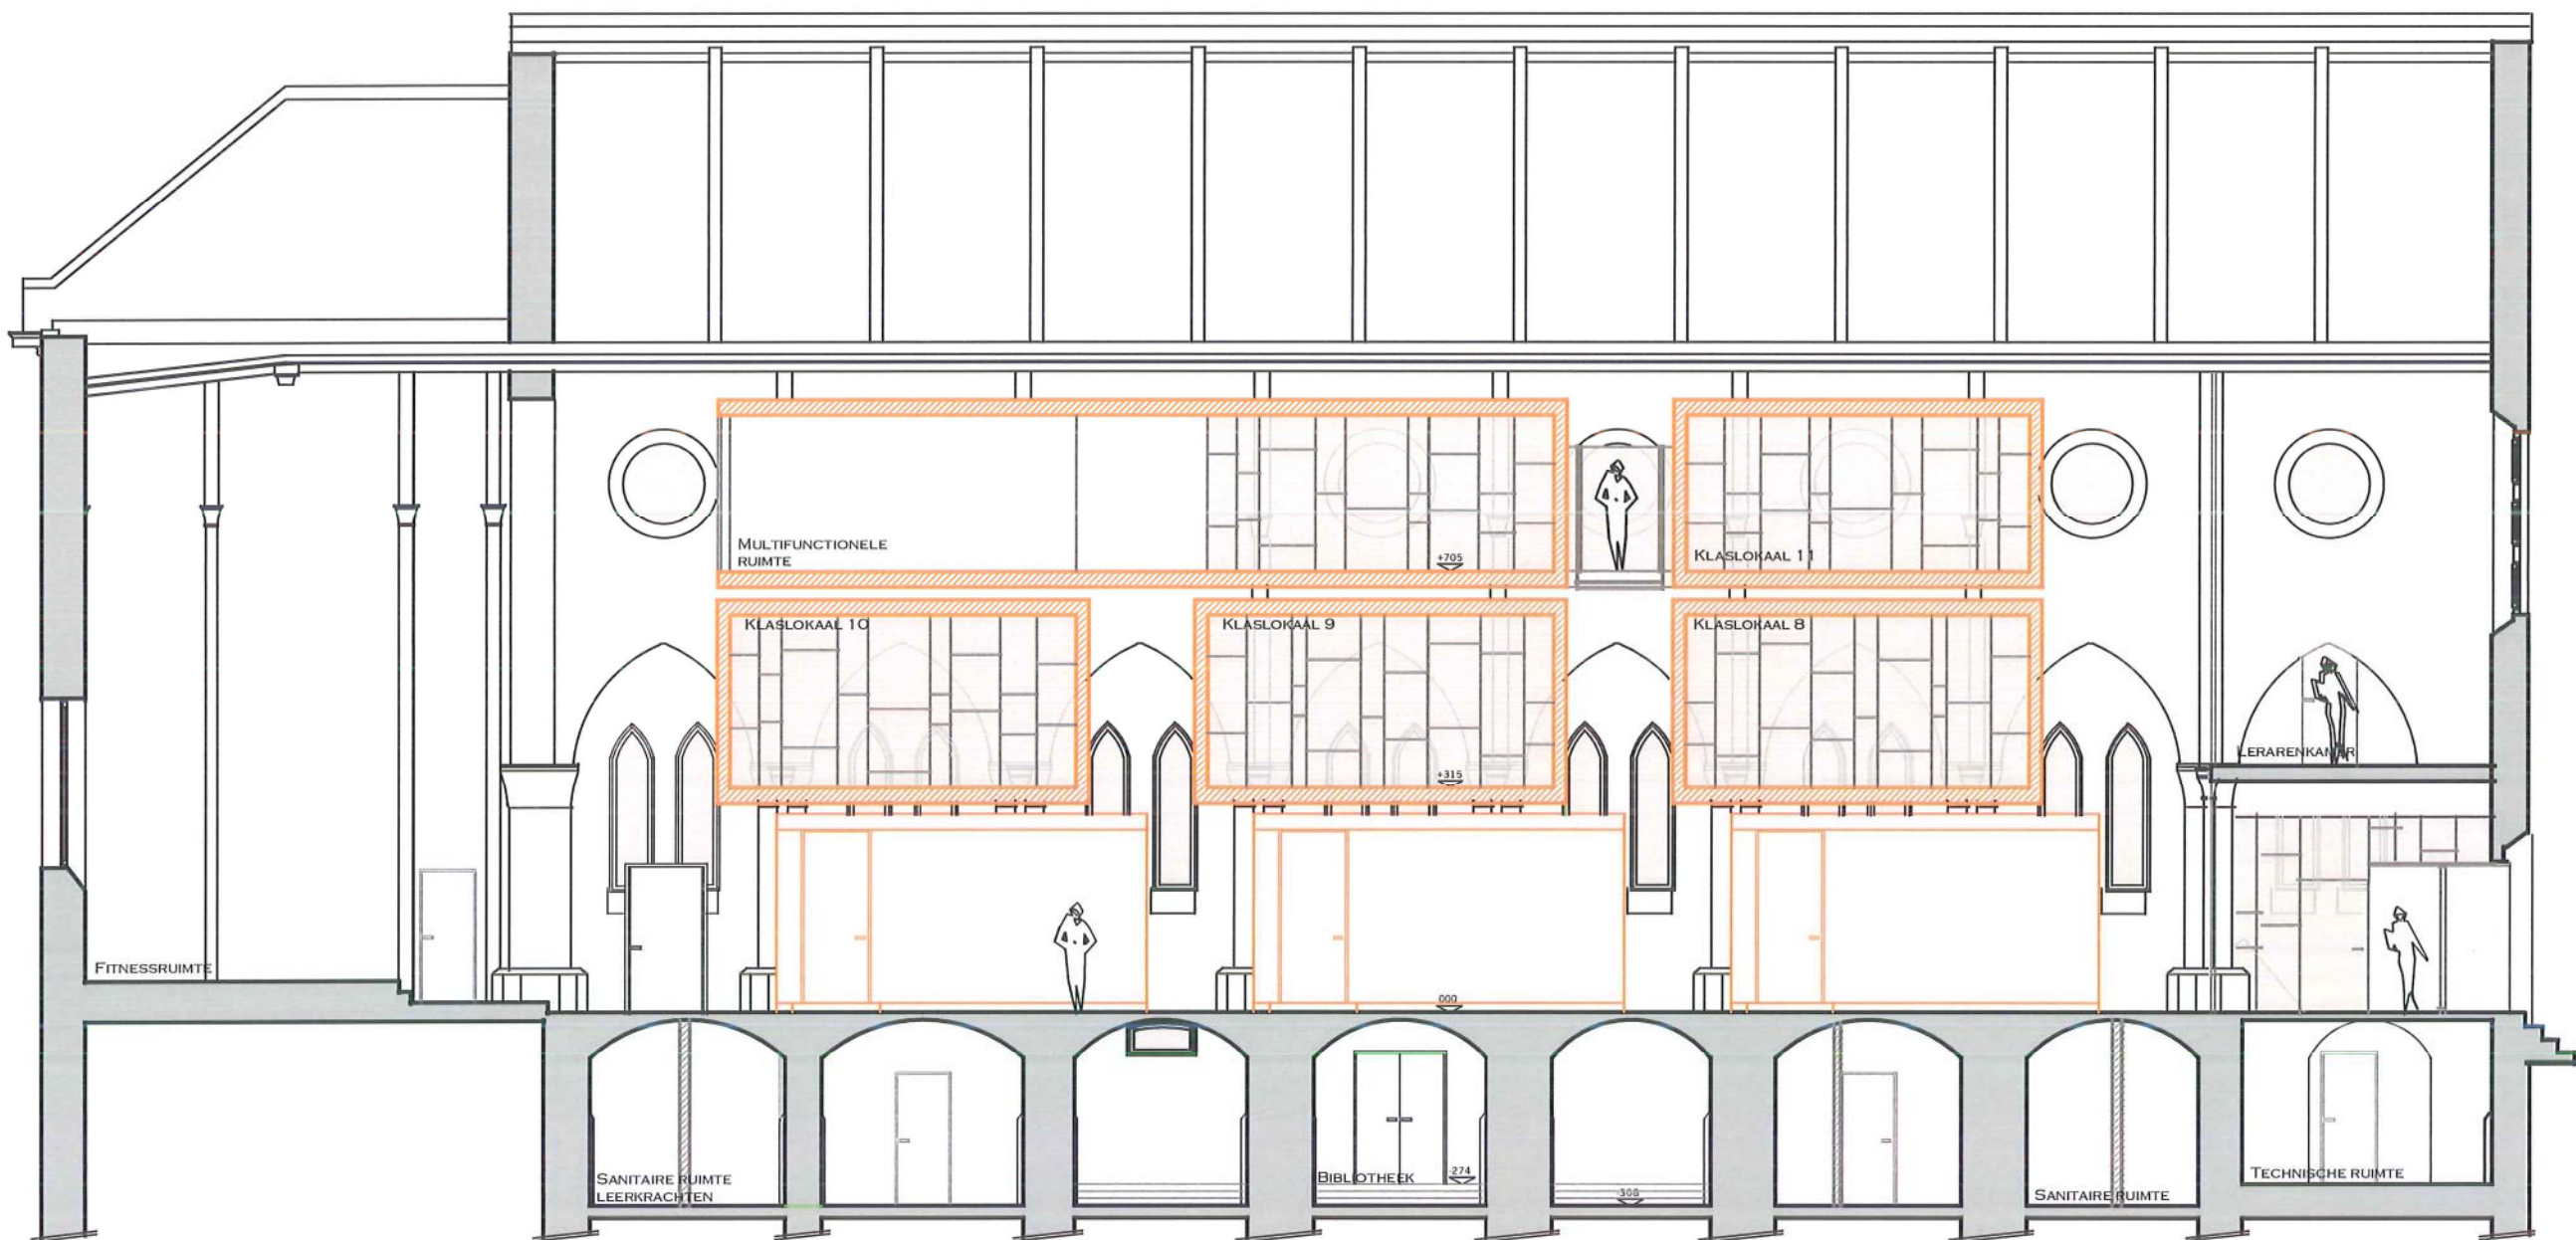 MULTIFUNCTIONELE
RUIMTE
+705
KLASLOKAAL 11
KLASLOKAAL 10
KLASLOKAAL 9
KLASLOKAAL 8
+315
LERARENKAMER
FITNESSRUIMTE
000
SANITAIRE RUIMTE
LEERKRACHTEN
BIBLIOTHEEK
-274
SANITAIRE RUIMTE
TECHNISCHE RUIMTE